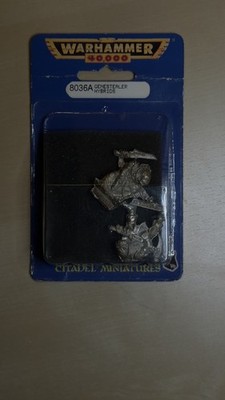 WARHAMMER
40,000
8036A GENESTEALER
HYBRIDS
CITADEL MINIATURES